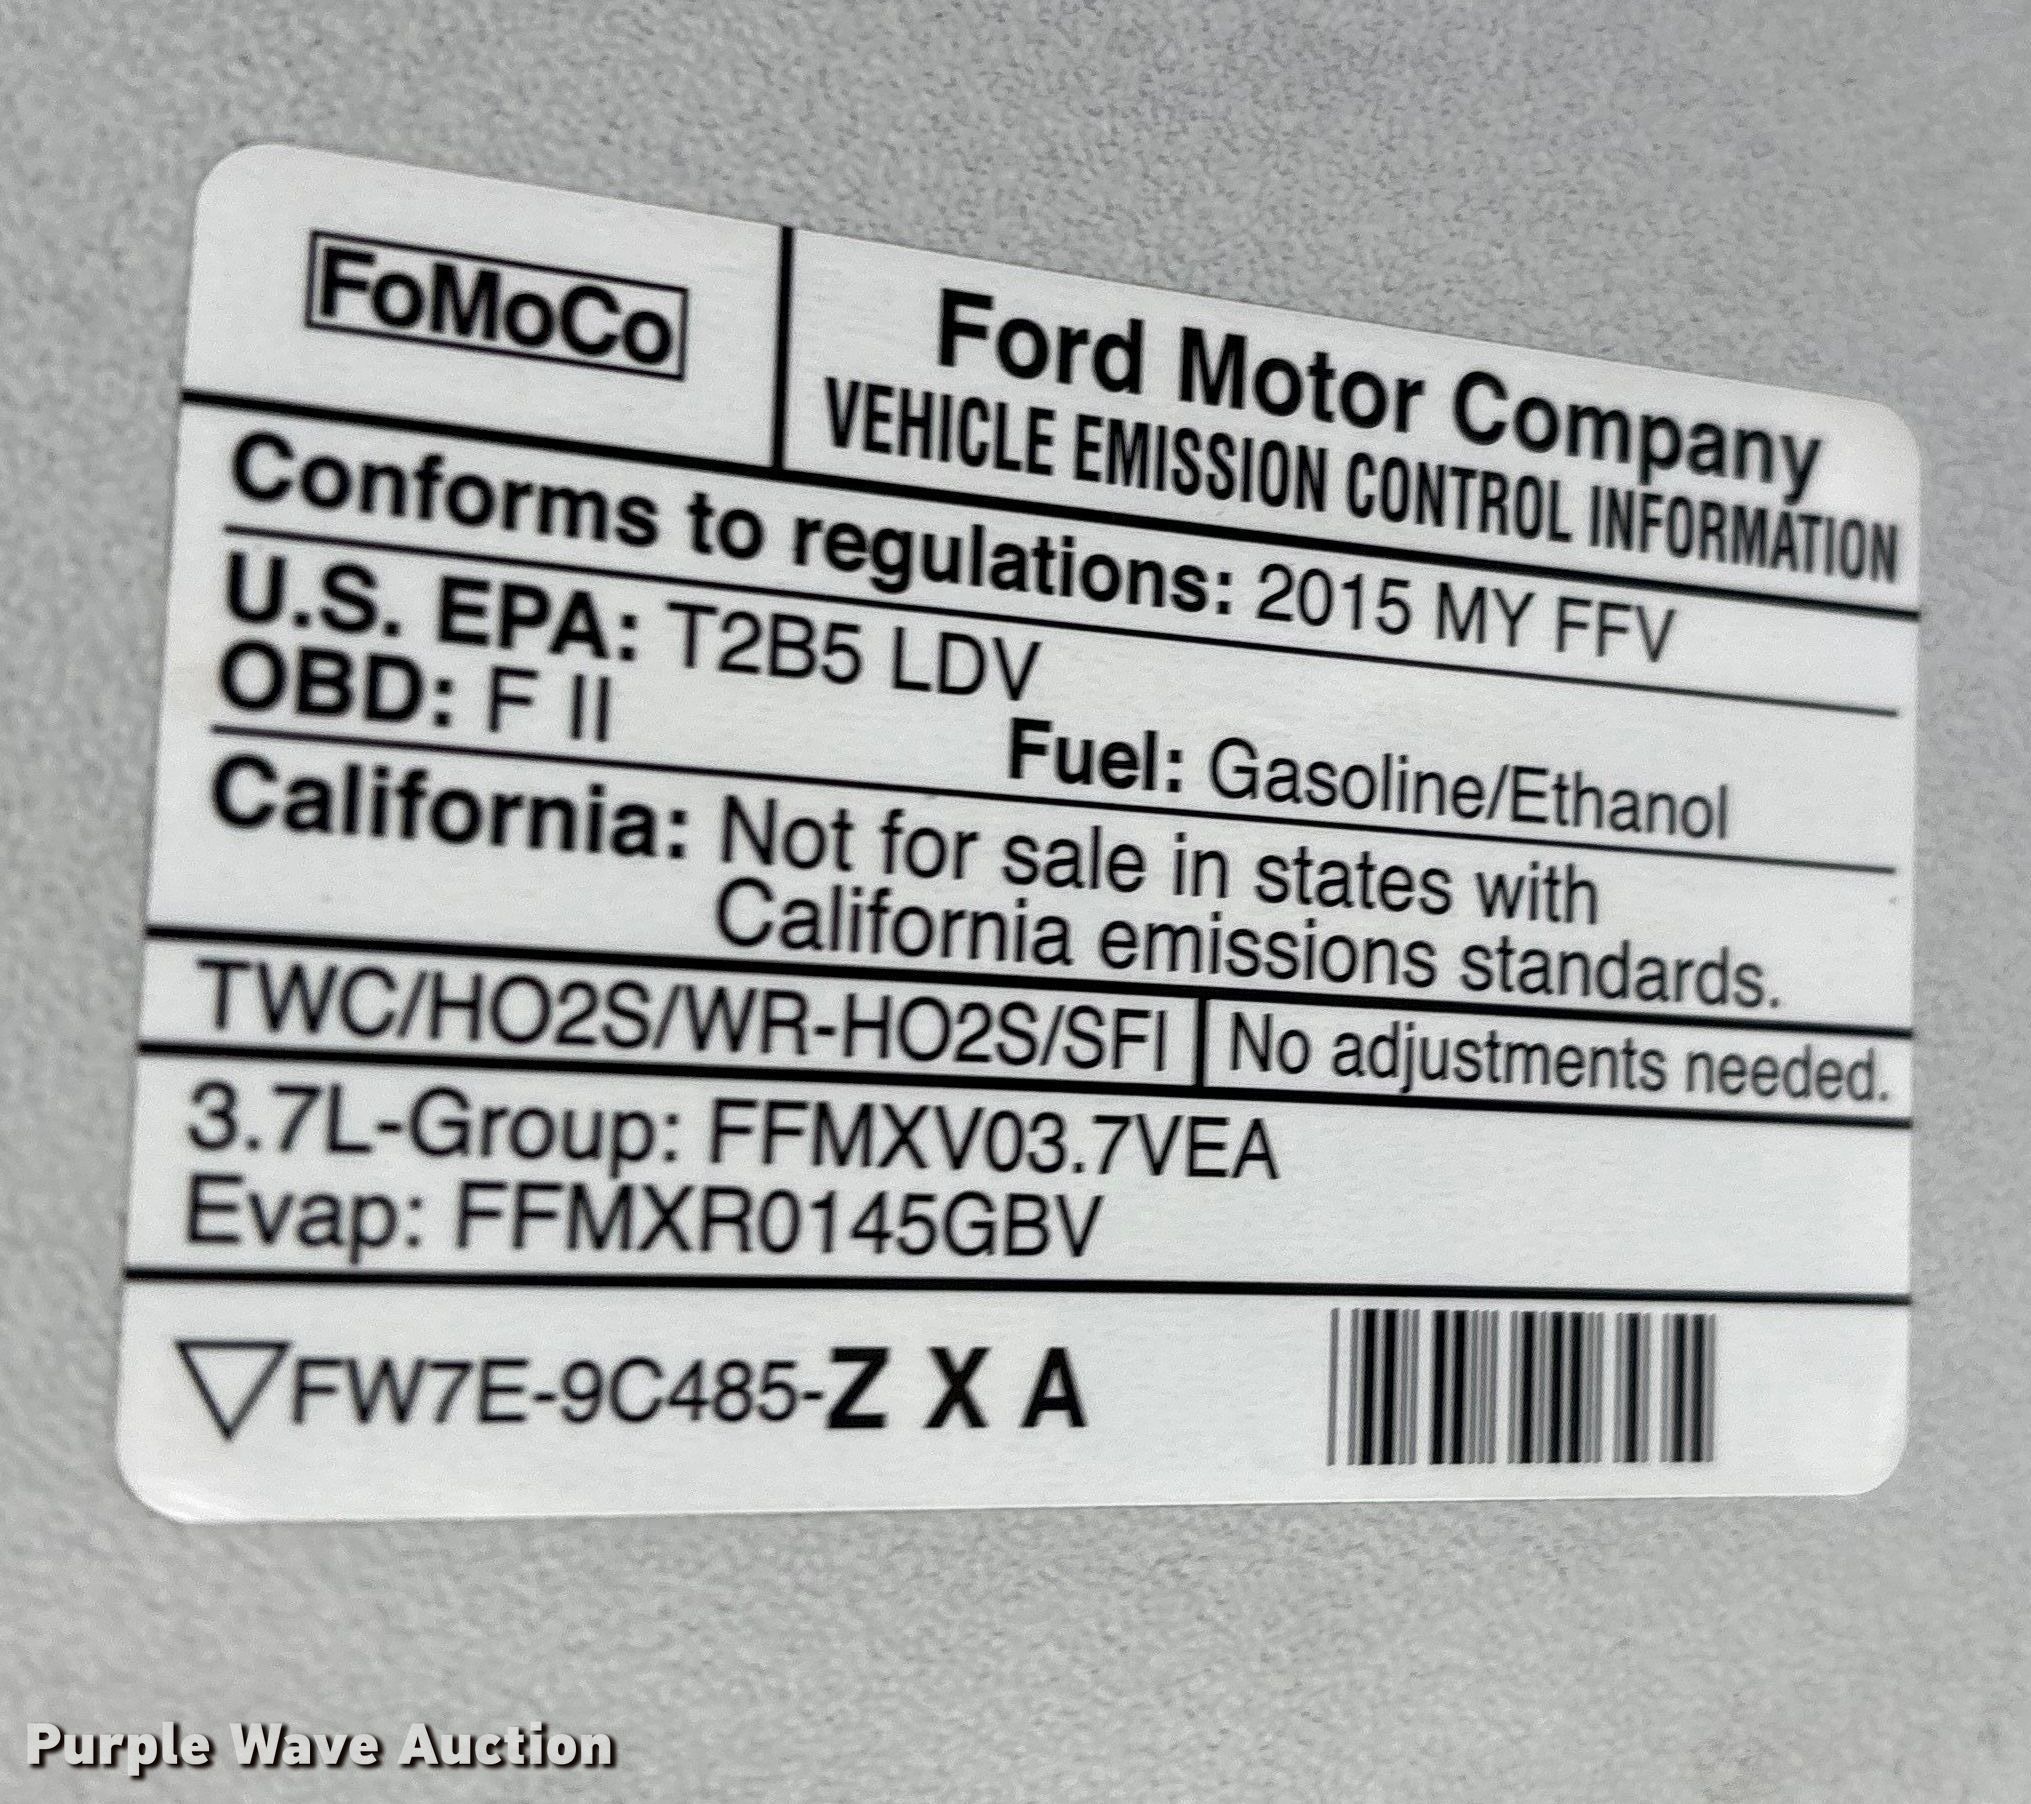 FoMoCo
Ford Motor Company
VEHICLE EMISSION CONTROL INFORMATION
Conforms to regulations: 2015 MY FFV
U.S. EPA: T2B5 LDV
OBD: F II
Fuel: Gasoline/Ethanol
California: Not for sale in states with
California emissions standards.
TWC/HO2S/WR-HO2S/SFI
No adjustments needed.
3.7L-Group: FFMXV03.7VEA
Evap: FFMXR0145GBV
FW7E-9C485-Z X A
Purple Wave Auction